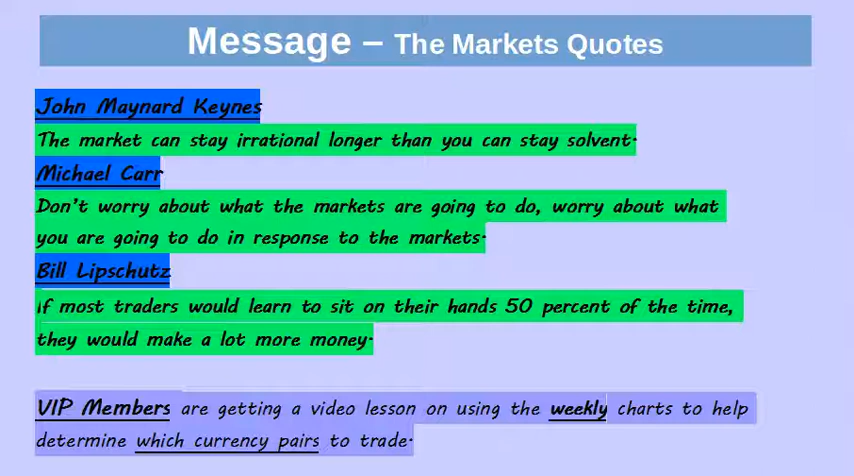 Message – The Markets Quotes
John Maynard Keynes
The market can stay irrational longer than you can stay solvent.
Michael Carr
Don't worry about what the markets are going to do, worry about what
you are going to do in response to the markets.
Bill Lipschutz
If most traders would learn to sit on their hands 50 percent of the time,
they would make a lot more money.
VIP Members are getting a video lesson on using the weekly charts to help
determine which currency pairs to trade.